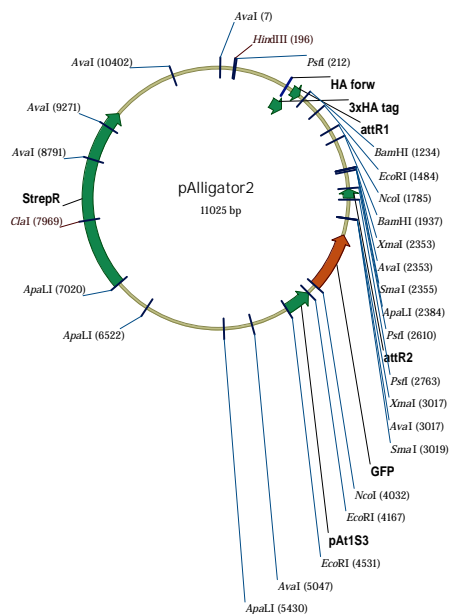 AvaI (7)
HindIII (196)
PstI (212)
HA forw
3xHA tag
attR1
BamHI (1234)
EcoRI (1484)
NcoI (1785)
BamHI (1937)
XmaI (2353)
AvaI (2353)
SmaI (2355)
ApaLI (2384)
PstI (2610)
attR2
PstI (2763)
XmaI (3017)
AvaI (3017)
SmaI (3019)
GFP
NcoI (4032)
EcoRI (4167)
pAt1S3
EcoRI (4531)
AvaI (5047)
ApaLI (5430)
ApaLI (6522)
ApaLI (7020)
ClaI (7969)
StrepR
AvaI (8791)
AvaI (9271)
AvaI (10402)
pAlligator2
11025 bp